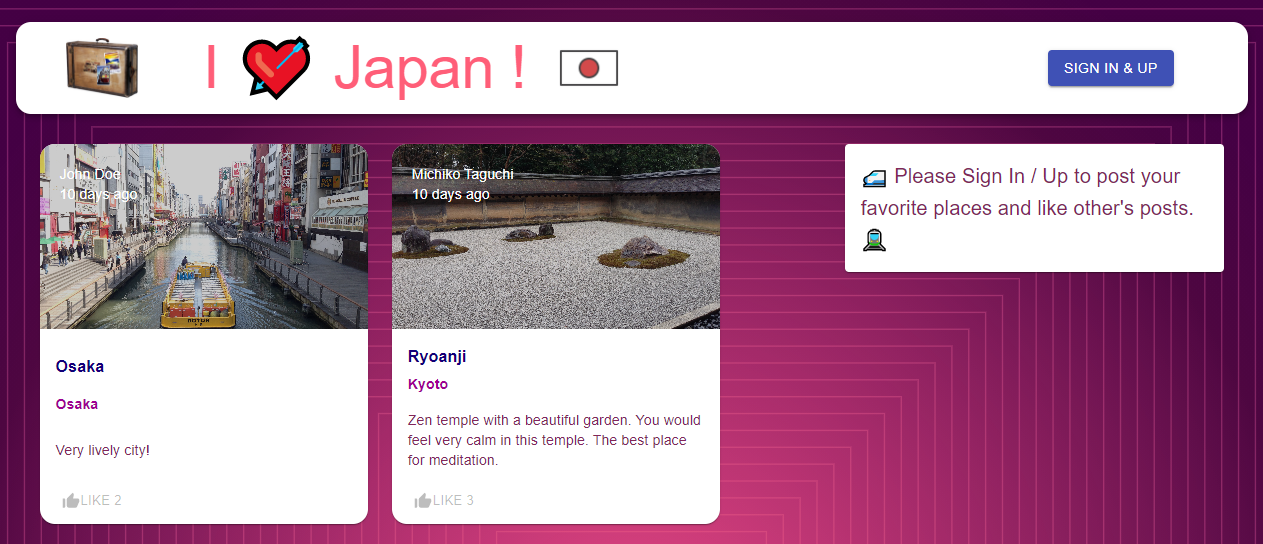 I Japan !
SIGN IN & UP
John Doe
10 days ago
Osaka
Osaka
Very lively city!
LIKE 2
Michiko Taguchi
10 days ago
Ryoanji
Kyoto
Zen temple with a beautiful garden. You would
feel very calm in this temple. The best place
for meditation.
LIKE 3
Please Sign In / Up to post your
favorite places and like other's posts.